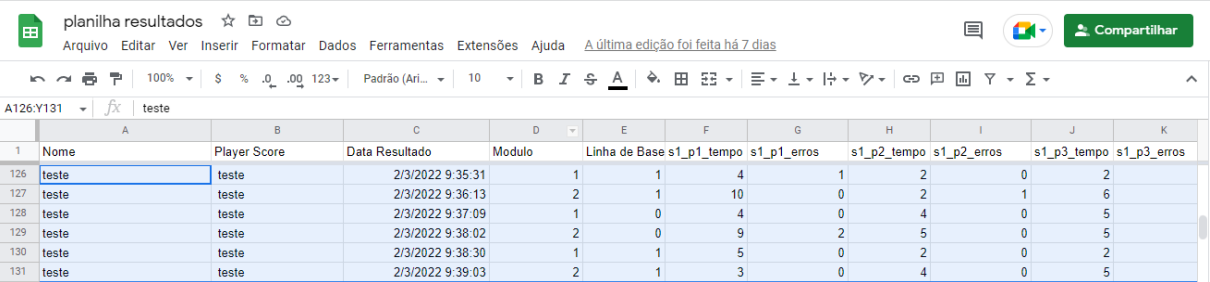 planilha resultados
Arquivo Editar Ver Inserir Formatar Dados Ferramentas Extensões Ajuda A última edição foi feita há 7 dias
Compartilhar
100% $ % .0 .00 123 Padrão (Ari... 10 B I S A
A126:Y131 fx teste
A B C D E F G H I J K
1 Nome Player Score Data Resultado Modulo Linha de Base s1_p1_tempo s1_p1_erros s1_p2_tempo s1_p2_erros s1_p3_tempo s1_p3_erros
126 teste teste 2/3/2022 9:35:31 1 1 4 1 2 0 2
127 teste teste 2/3/2022 9:36:13 2 1 10 0 2 1 6
128 teste teste 2/3/2022 9:37:09 1 0 4 0 4 0 5
129 teste teste 2/3/2022 9:38:02 2 0 9 2 5 0 5
130 teste teste 2/3/2022 9:38:30 1 1 5 0 2 0 2
131 teste teste 2/3/2022 9:39:03 2 1 3 0 4 0 5